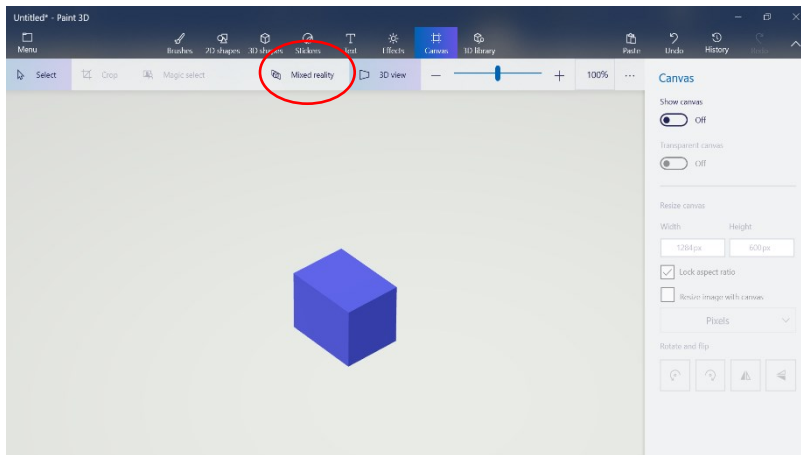 Untitled* - Paint 3D
Menu
Brushes 2D shapes 3D shapes Stickers Text Effects Canvas 3D library Paste Undo History
Select Crop Magic select Mixed reality 3D view 100% ...
Canvas
Show canvas
Off
Transparent canvas
Off
Resize canvas
Width Height
1284px 600px
Lock aspect ratio
Resize image with canvas
Pixels
Rotate and flip